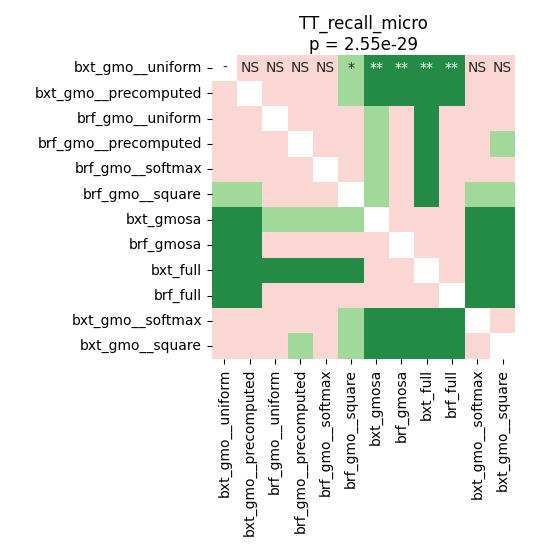 TT_recall_micro
p = 2.55e-29
bxt_gmo__uniform
- NS NS NS NS * ** ** ** ** NS NS
bxt_gmo__precomputed
brf_gmo__uniform
brf_gmo__precomputed
brf_gmo__softmax
brf_gmo__square
bxt_gmosa
brf_gmosa
bxt_full
brf_full
bxt_gmo__softmax
bxt_gmo__square
bxt_gmo__uniform
bxt_gmo__precomputed
brf_gmo__uniform
brf_gmo__precomputed
brf_gmo__softmax
brf_gmo__square
bxt_gmosa
brf_gmosa
bxt_full
brf_full
bxt_gmo__softmax
bxt_gmo__square